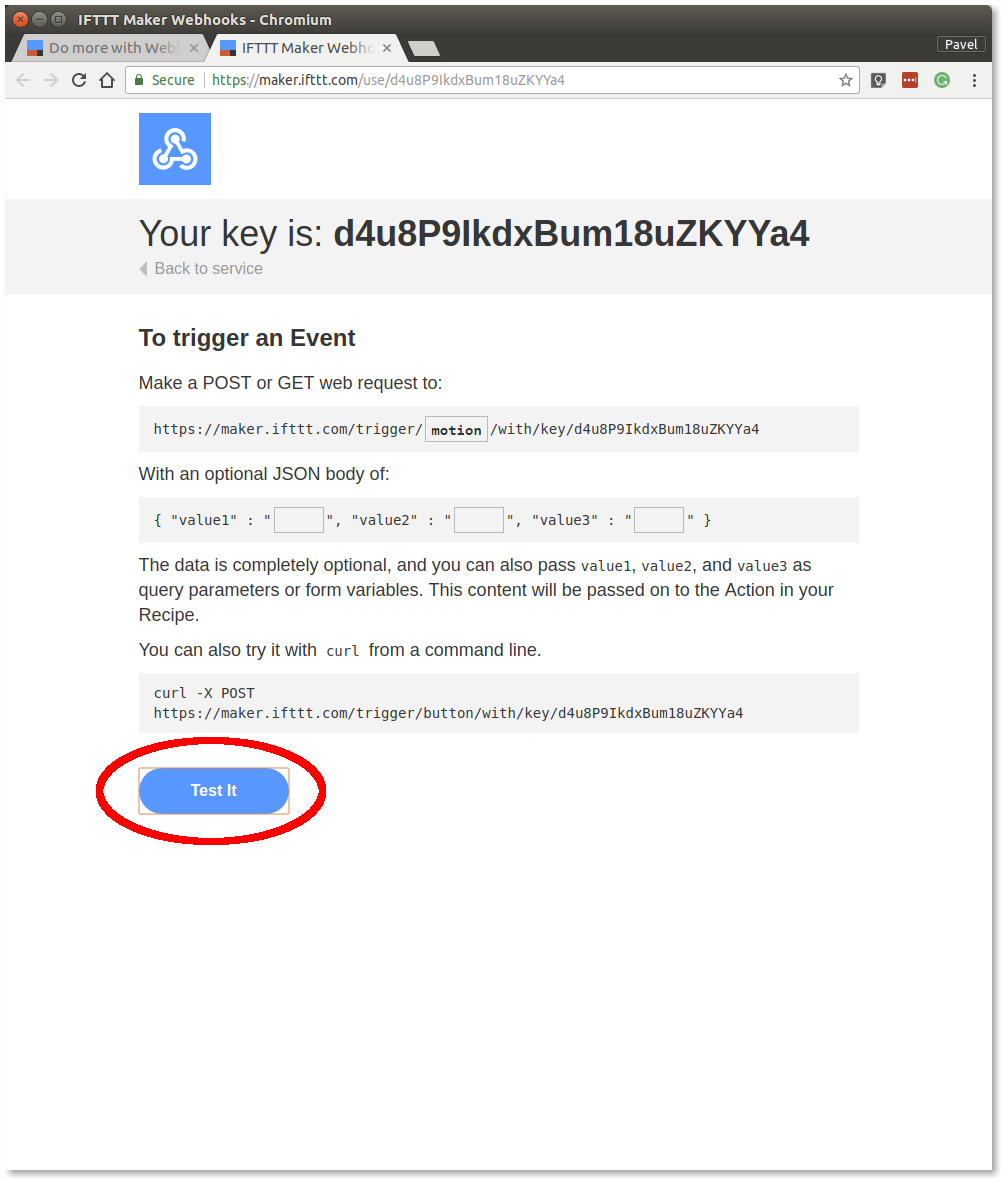 IFTTT Maker Webhooks - Chromium
Do more with Web
IFTTT Maker Webho
Pavel
Secure
https://maker.ifttt.com/use/d4u8P9IkdxBum18uZKYYa4
Your key is: d4u8P9IkdxBum18uZKYYa4
Back to service
To trigger an Event
Make a POST or GET web request to:
https://maker.ifttt.com/trigger/ motion /with/key/d4u8P9IkdxBum18uZKYYa4
With an optional JSON body of:
{ "value1" : " ", "value2" : " ", "value3" : " " }
The data is completely optional, and you can also pass value1, value2, and value3 as
query parameters or form variables. This content will be passed on to the Action in your
Recipe.
You can also try it with curl from a command line.
curl -X POST
https://maker.ifttt.com/trigger/button/with/key/d4u8P9IkdxBum18uZKYYa4
Test It